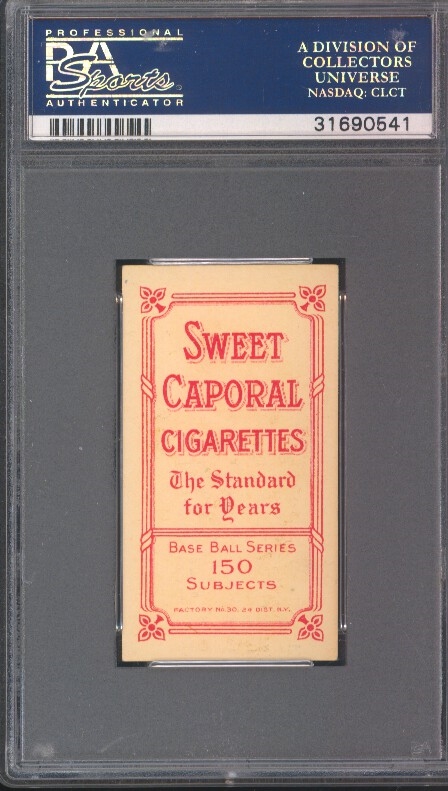 PROFESSIONAL
PSA
Sports
AUTHENTICATOR
A DIVISION OF
COLLECTORS
UNIVERSE
NASDAQ: CLCT
31690541
SWEET
CAPORAL
CIGARETTES
The Standard
for Years
BASE BALL SERIES
150
SUBJECTS
FACTORY No 30. 2d DIST. N.Y.